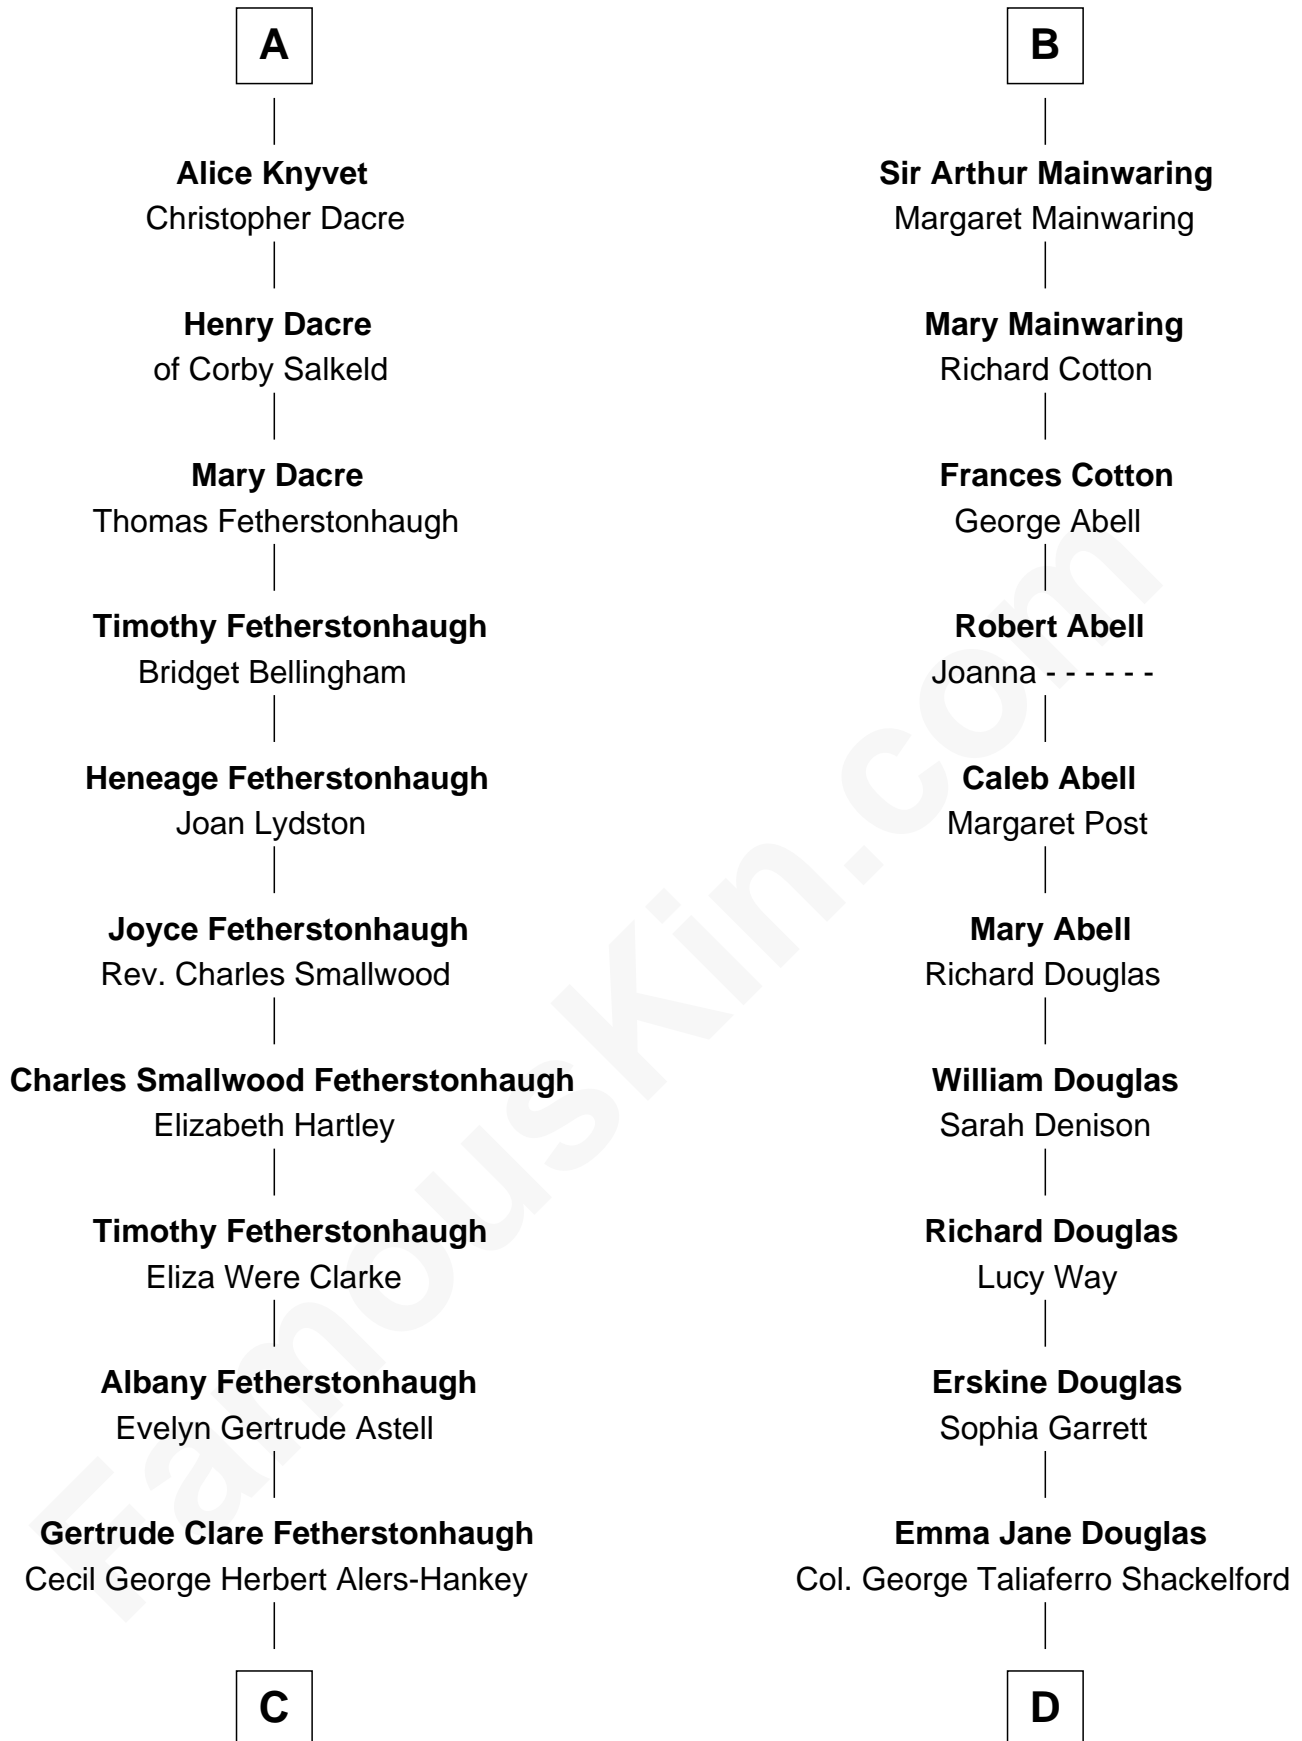 A
Alice Knyvet
Christopher Dacre
Henry Dacre
of Corby Salkeld
Mary Dacre
Thomas Fetherstonhaugh
Timothy Fetherstonhaugh
Bridget Bellingham
Heneage Fetherstonhaugh
Joan Lydston
Joyce Fetherstonhaugh
Rev. Charles Smallwood
Charles Smallwood Fetherstonhaugh
Elizabeth Hartley
Timothy Fetherstonhaugh
Eliza Were Clarke
Albany Fetherstonhaugh
Evelyn Gertrude Astell
Gertrude Clare Fetherstonhaugh
Cecil George Herbert Alers-Hankey
C
B
Sir Arthur Mainwaring
Margaret Mainwaring
Mary Mainwaring
Richard Cotton
Frances Cotton
George Abell
Robert Abell
Joanna - - - - - -
Caleb Abell
Margaret Post
Mary Abell
Richard Douglas
William Douglas
Sarah Denison
Richard Douglas
Lucy Way
Erskine Douglas
Sophia Garrett
Emma Jane Douglas
Col. George Taliaferro Shackelford
D
FamousKin.com